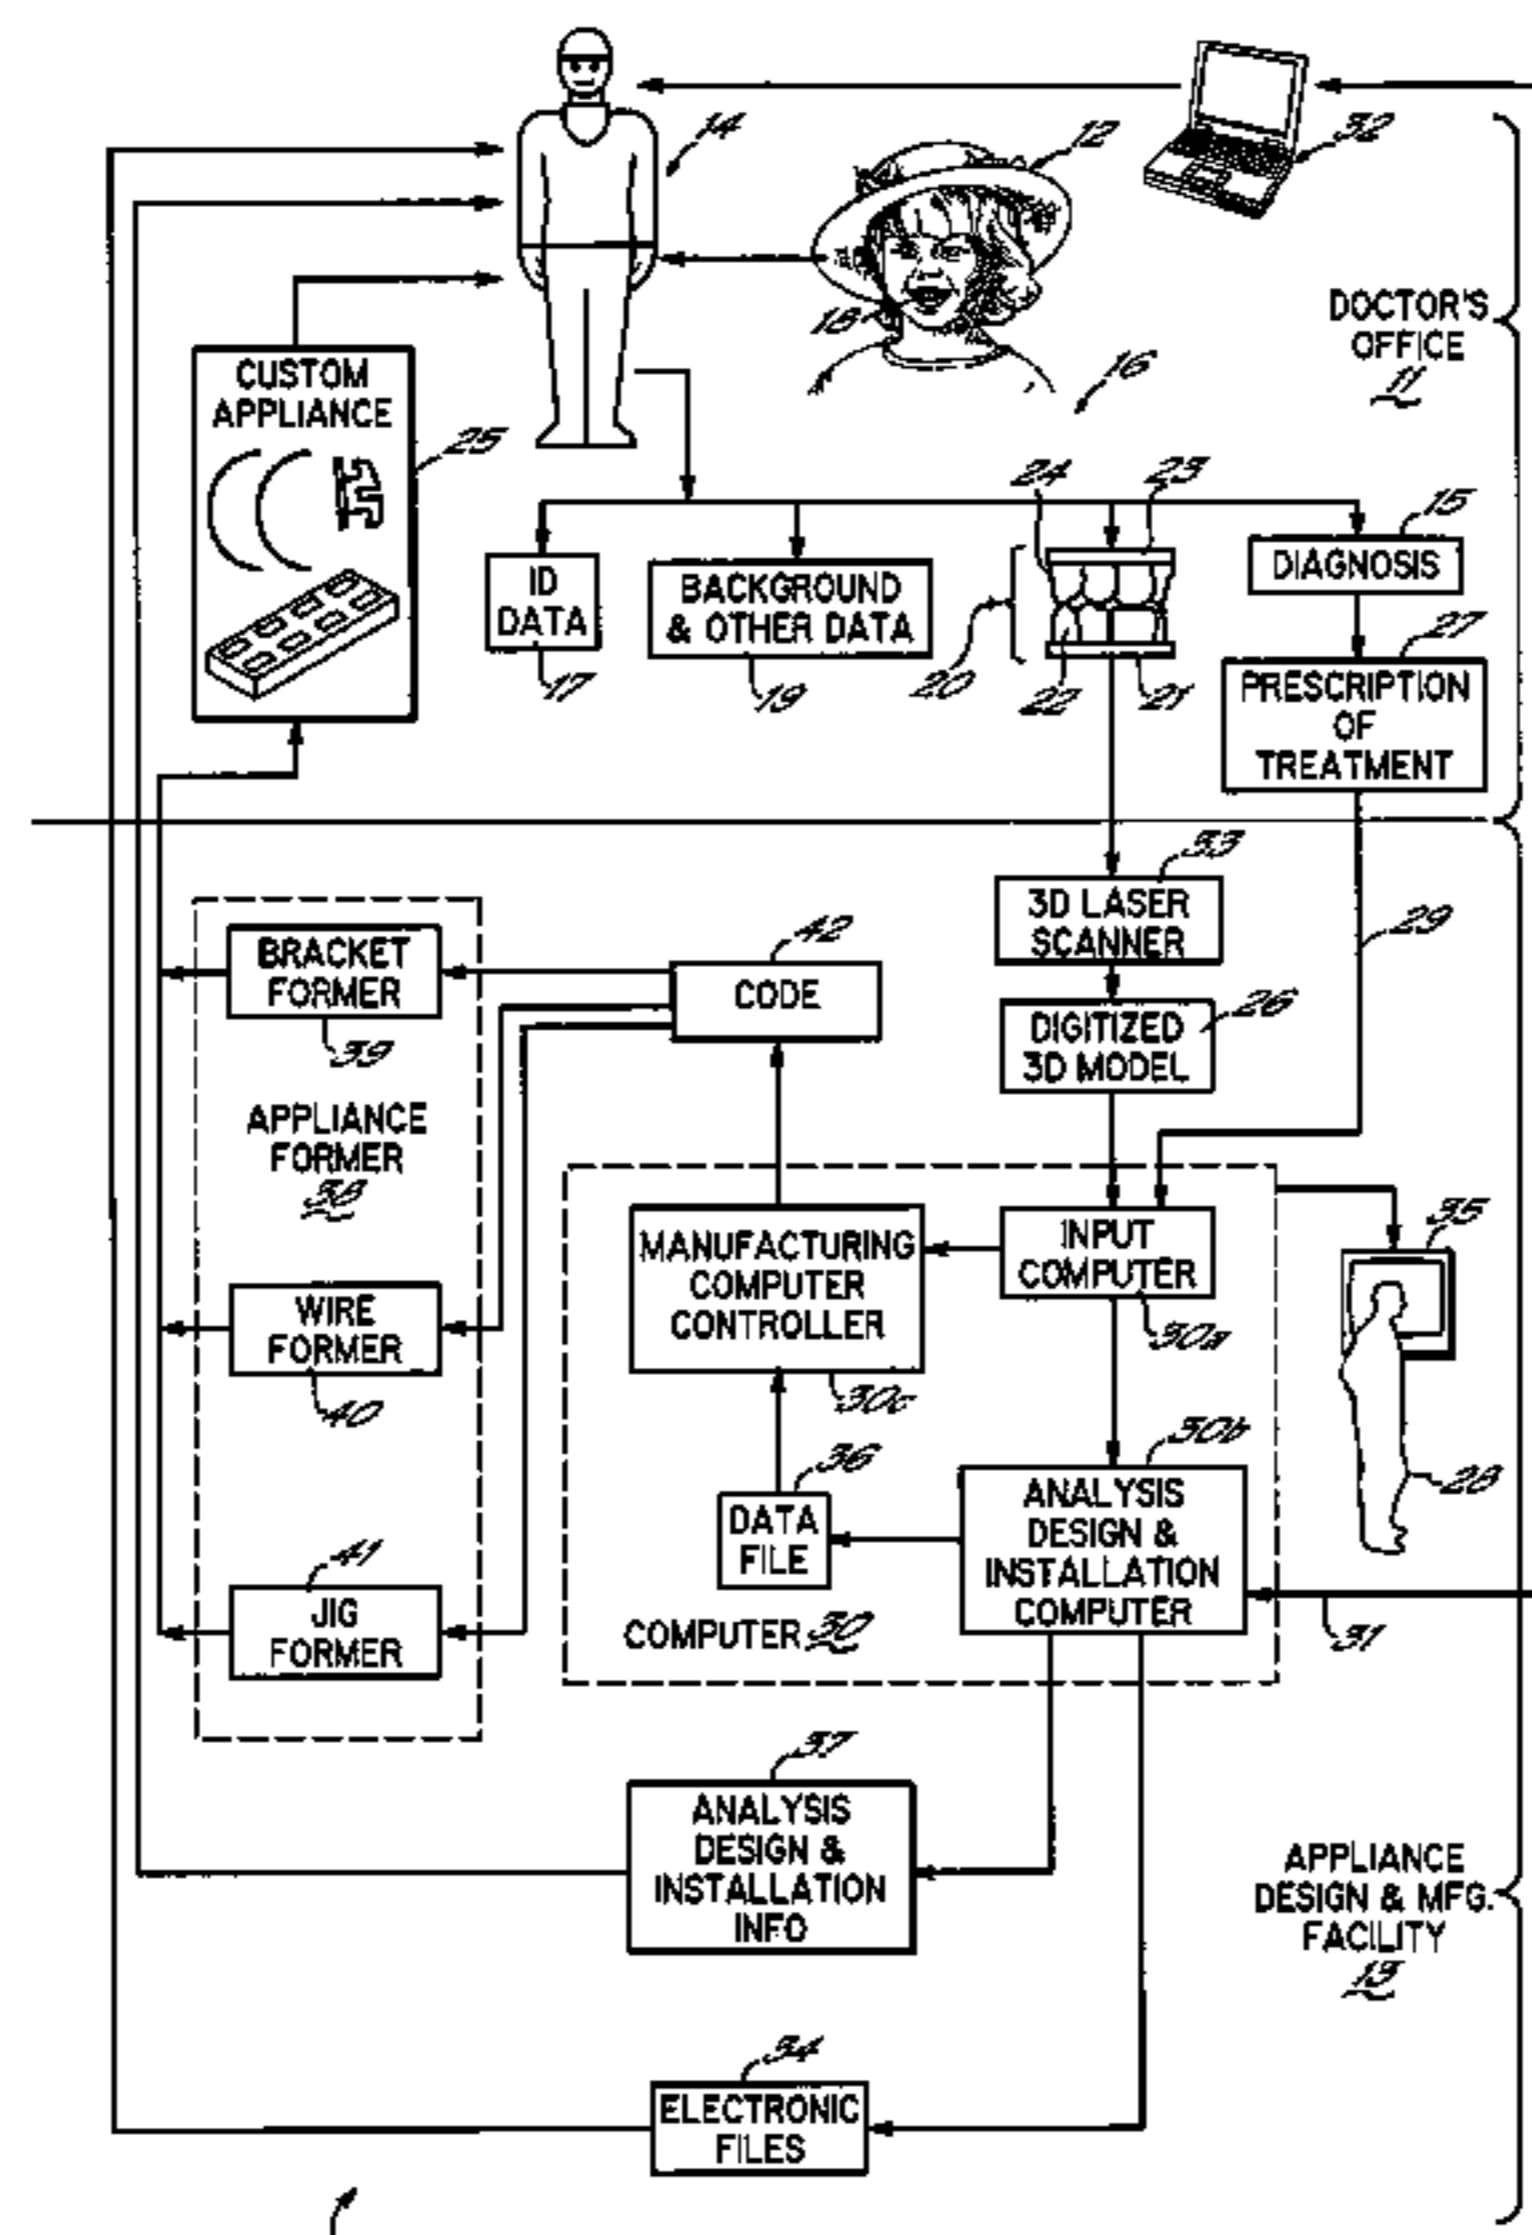 14
12
32
18
DOCTOR'S
OFFICE
11
16
CUSTOM
APPLIANCE
25
24
23
15
ID
DATA
17
BACKGROUND
& OTHER DATA
19
20
22
21
DIAGNOSIS
27
PRESCRIPTION
OF
TREATMENT
33
3D LASER
SCANNER
29
42
CODE
BRACKET
FORMER
39
26
DIGITIZED
3D MODEL
APPLIANCE
FORMER
38
MANUFACTURING
COMPUTER
CONTROLLER
30c
INPUT
COMPUTER
30a
35
WIRE
FORMER
40
36
DATA
FILE
30b
ANALYSIS
DESIGN &
INSTALLATION
COMPUTER
28
41
JIG
FORMER
COMPUTER 30
31
37
ANALYSIS
DESIGN &
INSTALLATION
INFO
APPLIANCE
DESIGN & MFG.
FACILITY
13
34
ELECTRONIC
FILES